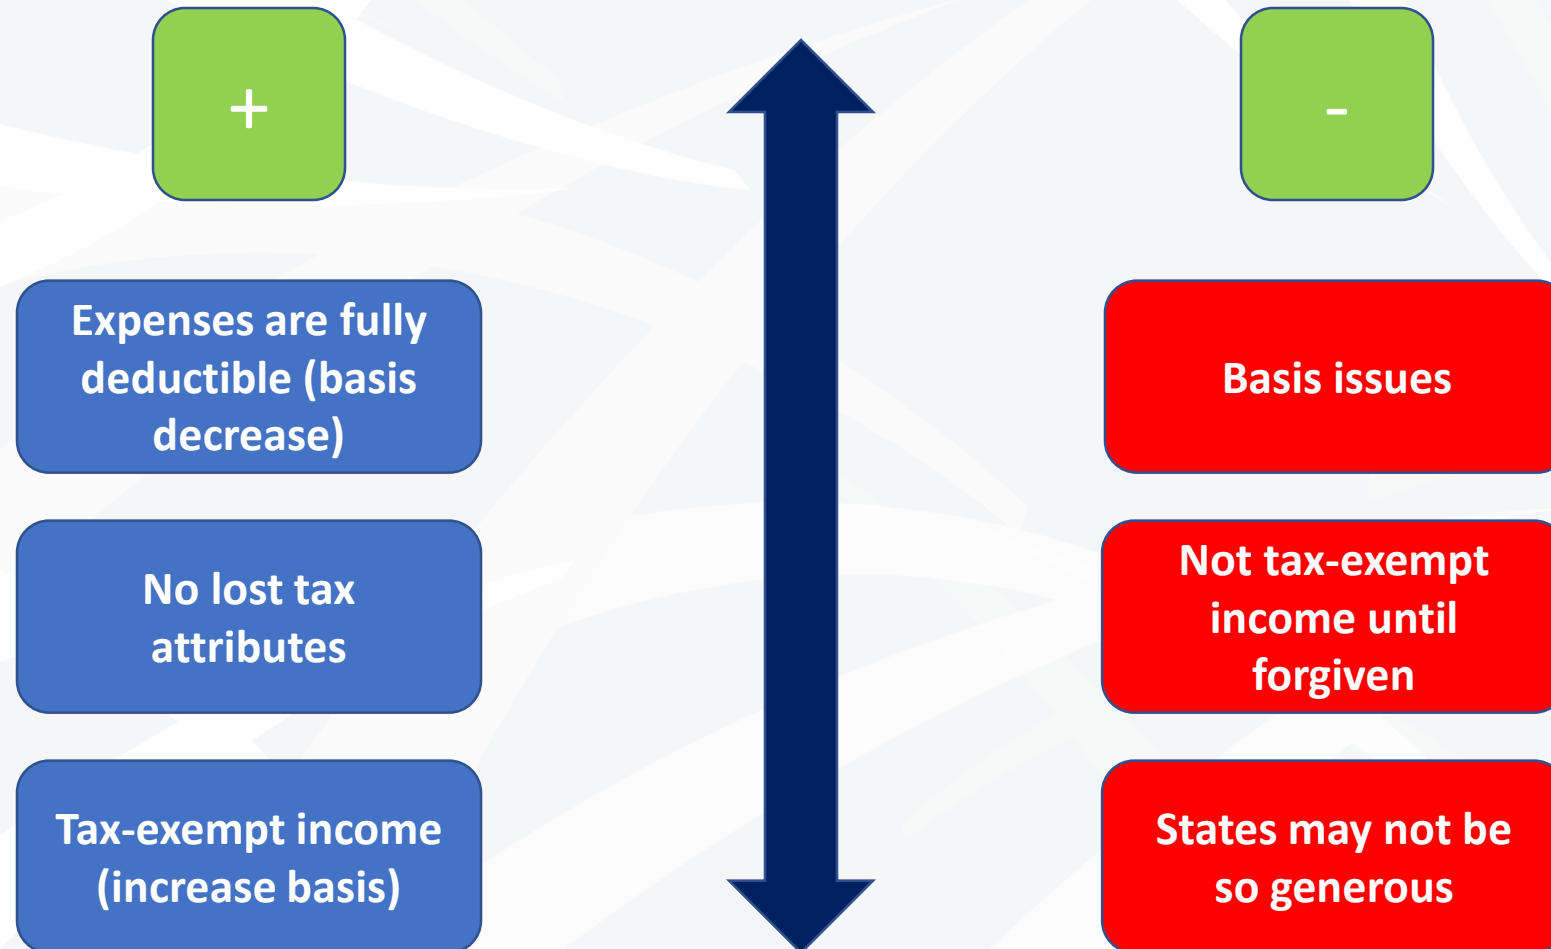 +
-
Expenses are fully
deductible (basis
decrease)
Basis issues
No lost tax
attributes
Not tax-exempt
income until
forgiven
Tax-exempt income
(increase basis)
States may not be
so generous